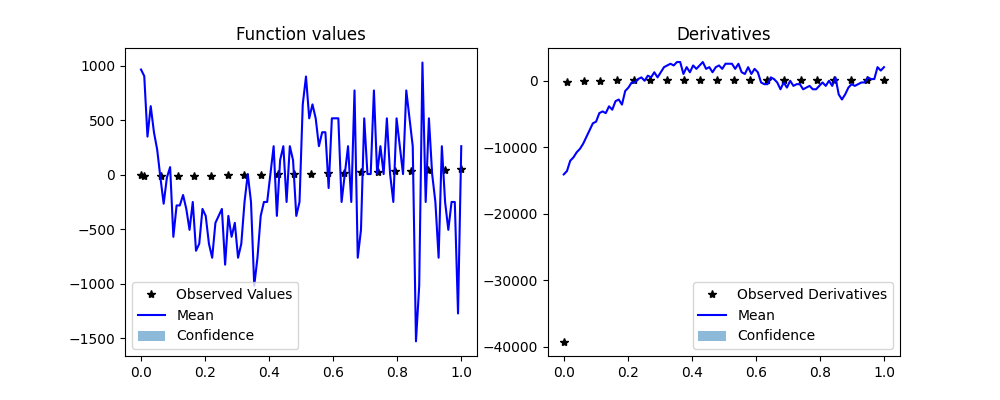 Function values
1000
500
0
−500
−1000
−1500
0.0 0.2 0.4 0.6 0.8 1.0
Observed Values
Mean
Confidence
Derivatives
0
−10000
−20000
−30000
−40000
0.0 0.2 0.4 0.6 0.8 1.0
Observed Derivatives
Mean
Confidence